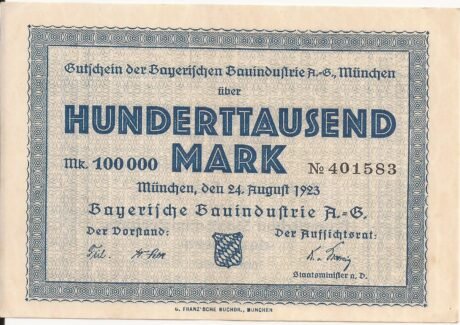 Gutschein der Bayerischen Bauindustrie A.-G., München
über
HUNDERTTAUSEND
MARK
Mk. 100 000
No 401583
München, den 24. August 1923
Bayerische Bauindustrie A.-G.
Der Vorstand:
Der Aufsichtsrat:
Staatsminister a. D.
G. FRANZ'SCHE BUCHDR., MÜNCHEN